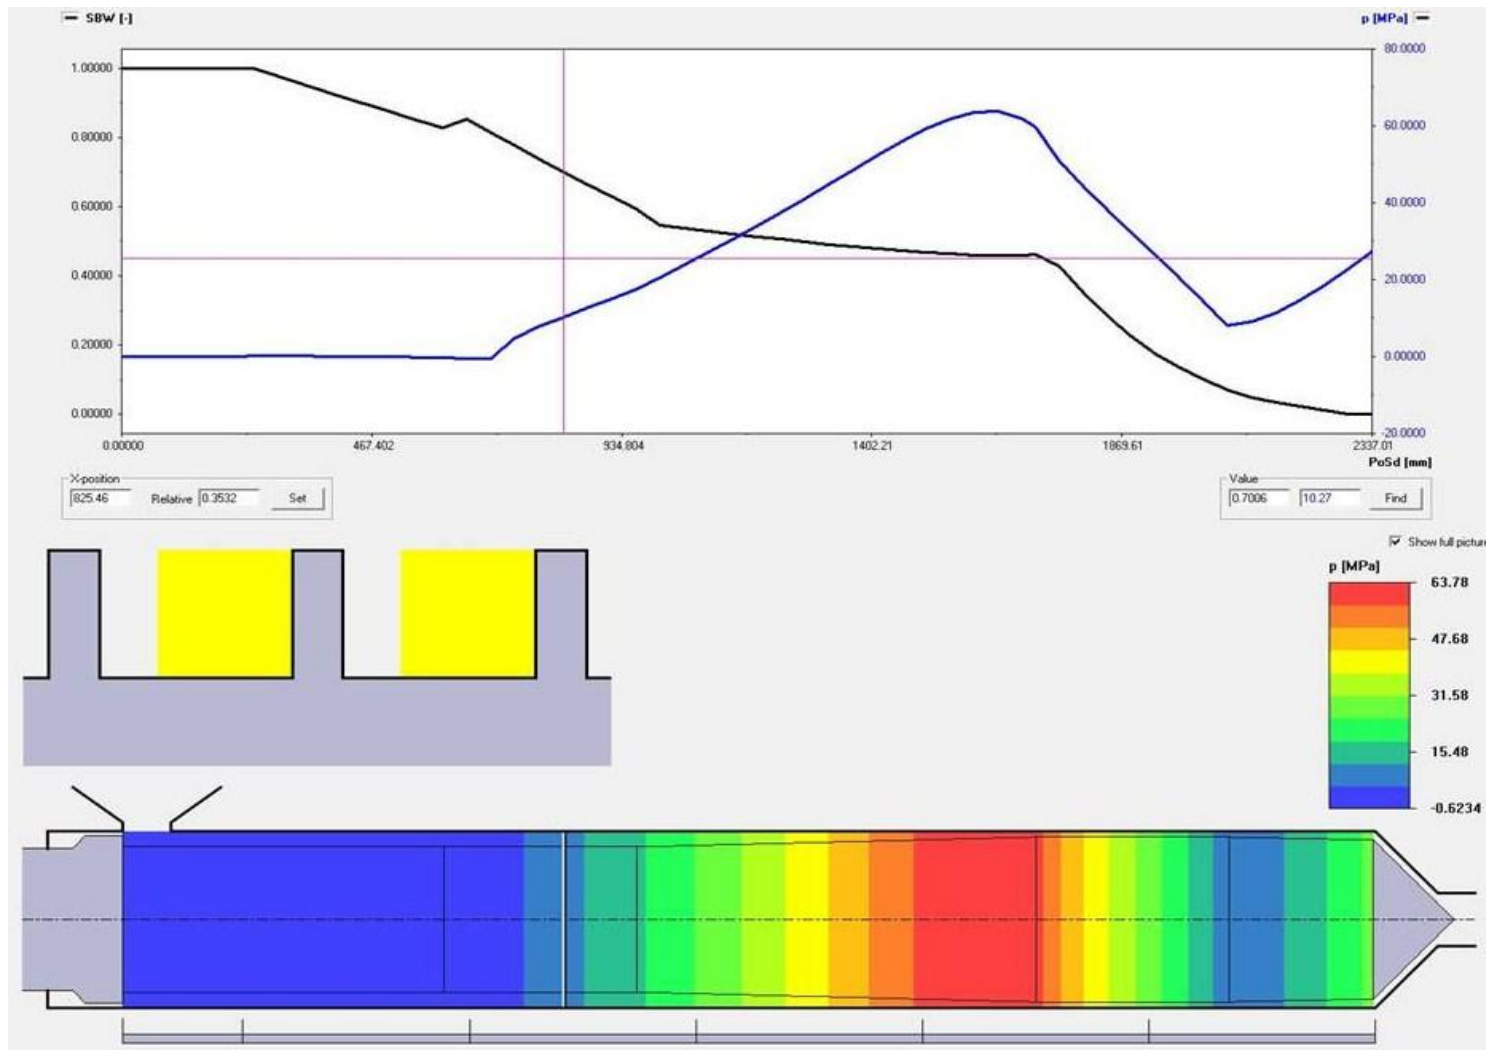 SBW [-] p [MPa]
80.0000
1.00000
0.80000
60.0000
0.60000
40.0000
0.40000
20.0000
0.20000
0.00000
0.00000
-20.0000
0.00000 467.402 934.804 1402.21 1869.61 2337.01
PoSd [mm]
X-position
825.46 Relative 0.3532 Set
Value
0.7006 10.27 Find
Show full picture
p [MPa]
63.78
47.68
31.58
15.48
-0.6234